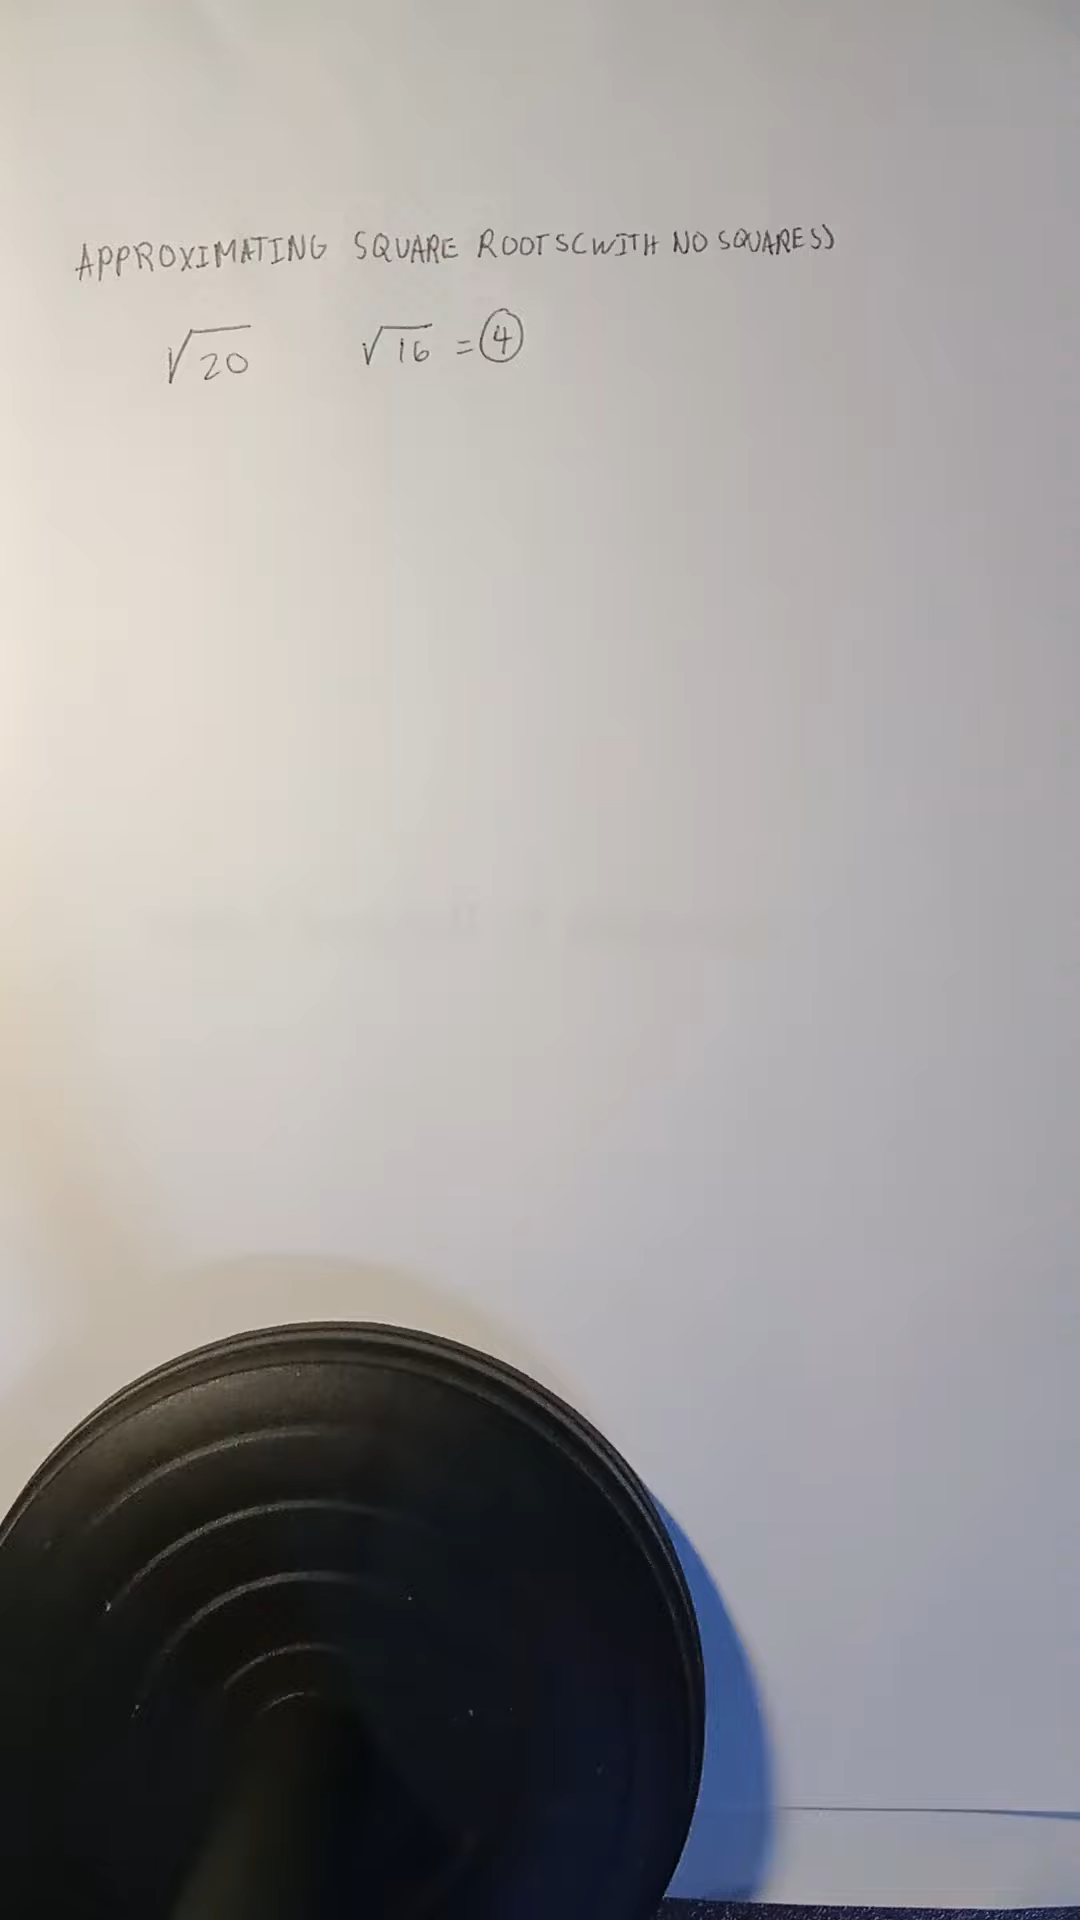 APPROXIMATING SQUARE ROOTS(WITH NO SQUARES)
√20 √16 = 4